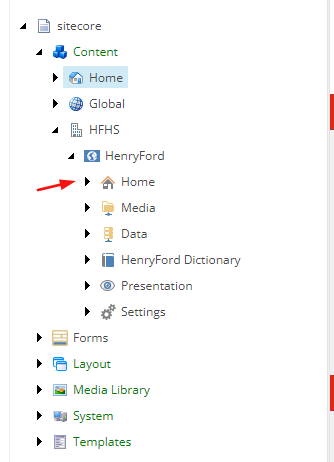 sitecore
Content
Home
Global
HFHS
HenryFord
Home
Media
Data
HenryFord Dictionary
Presentation
Settings
Forms
Layout
Media Library
System
Templates